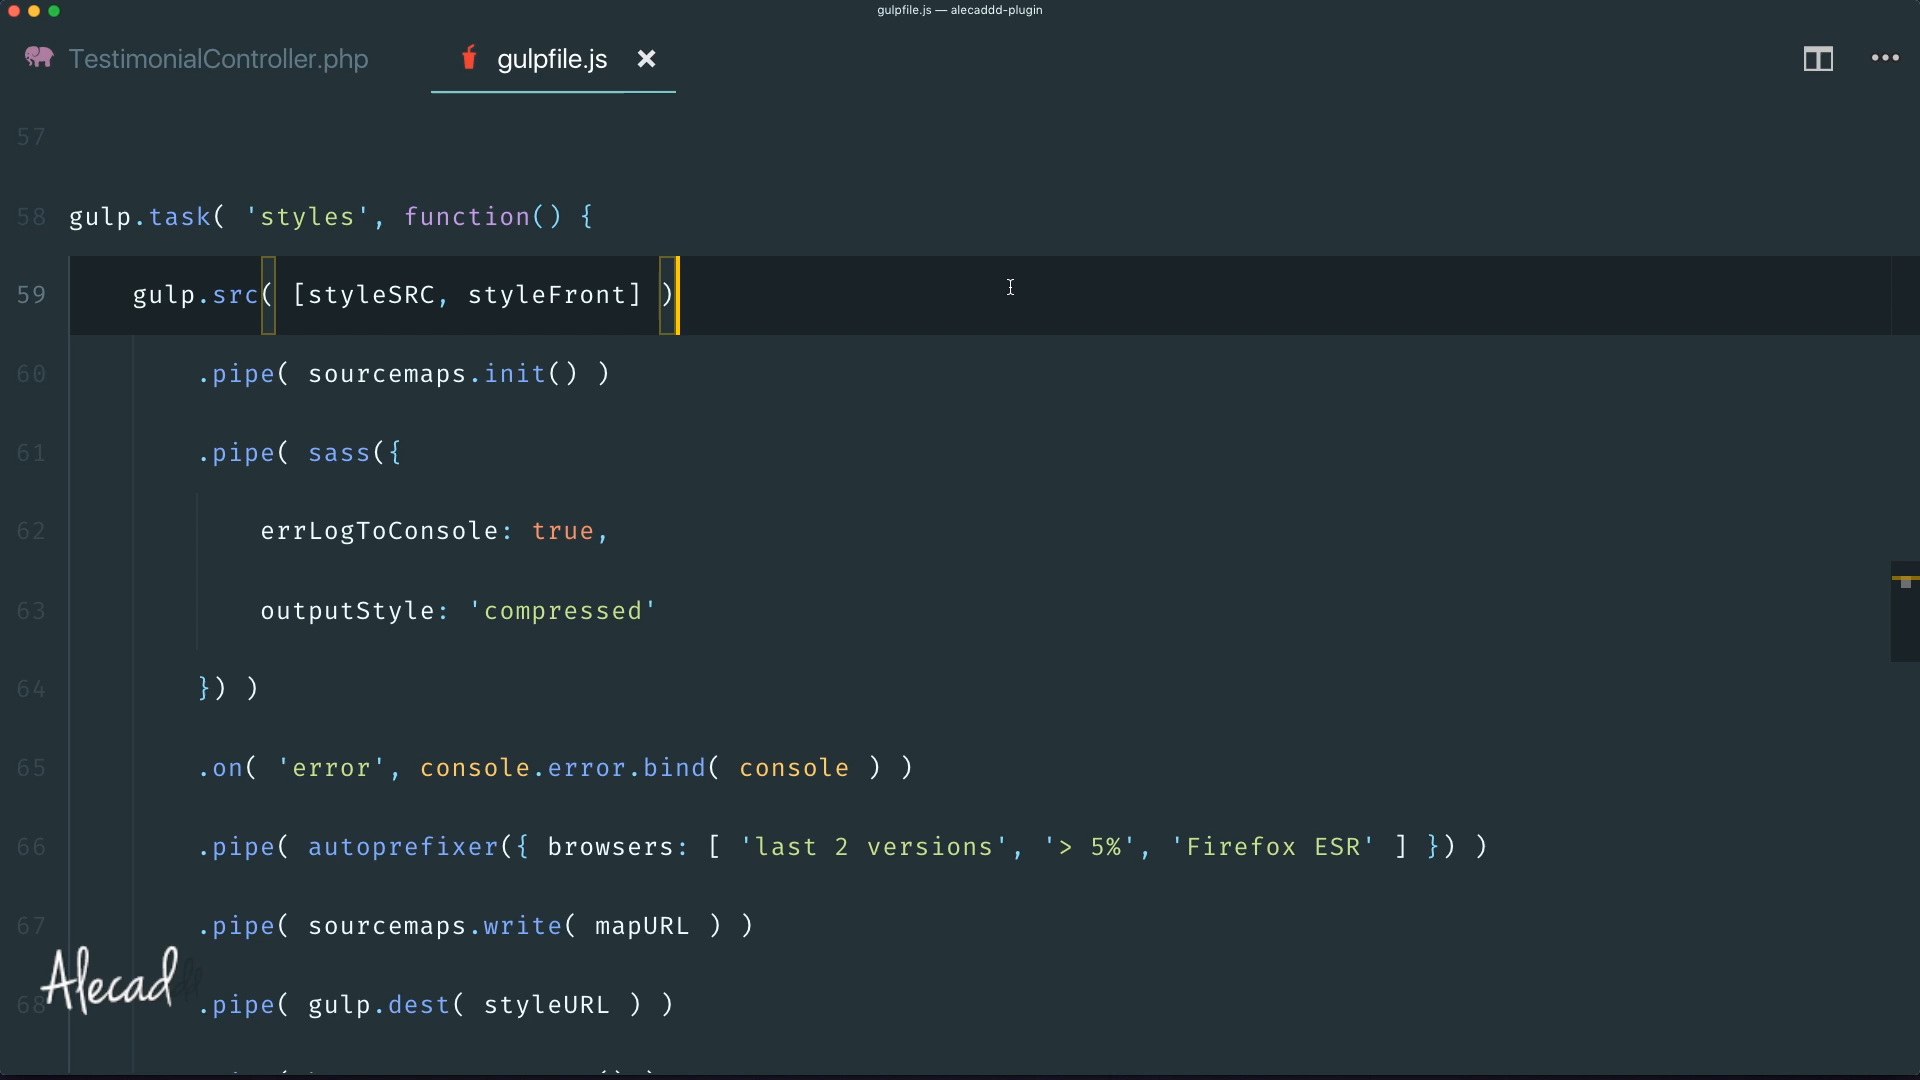 gulpfile.js — alecaddd-plugin
TestimonialController.php
gulpfile.js
57
58 gulp.task( 'styles', function() {
59 gulp.src( [styleSRC, styleFront] )
60 .pipe( sourcemaps.init() )
61 .pipe( sass({
62 errLogToConsole: true,
63 outputStyle: 'compressed'
64 }) )
65 .on( 'error', console.error.bind( console ) )
66 .pipe( autoprefixer({ browsers: [ 'last 2 versions', '> 5%', 'Firefox ESR' ] }) )
67 .pipe( sourcemaps.write( mapURL ) )
68 .pipe( gulp.dest( styleURL ) )
Alecad